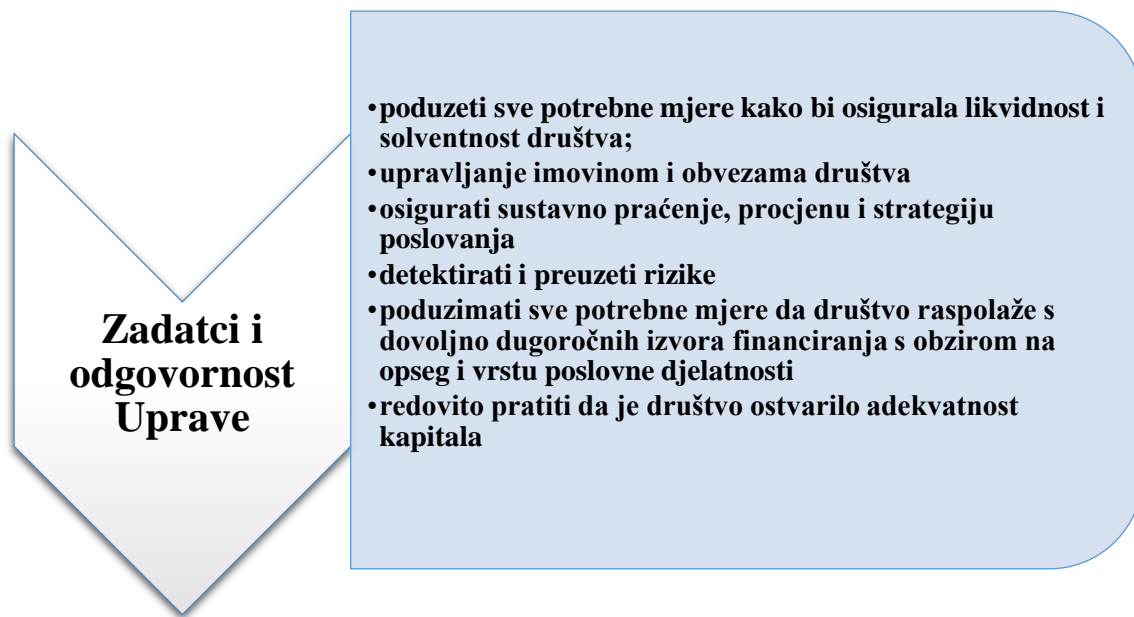 Zadatci i
odgovornost
Uprave
•poduzeti sve potrebne mjere kako bi osigurala likvidnost i
solventnost društva;
•upravljanje imovinom i obvezama društva
•osigurati sustavno praćenje, procjenu i strategiju
poslovanja
•detektirati i preuzeti rizike
•poduzimati sve potrebne mjere da društvo raspolaže s
dovoljno dugoročnih izvora financiranja s obzirom na
opseg i vrstu poslovne djelatnosti
•redovito pratiti da je društvo ostvarilo adekvatnost
kapitala